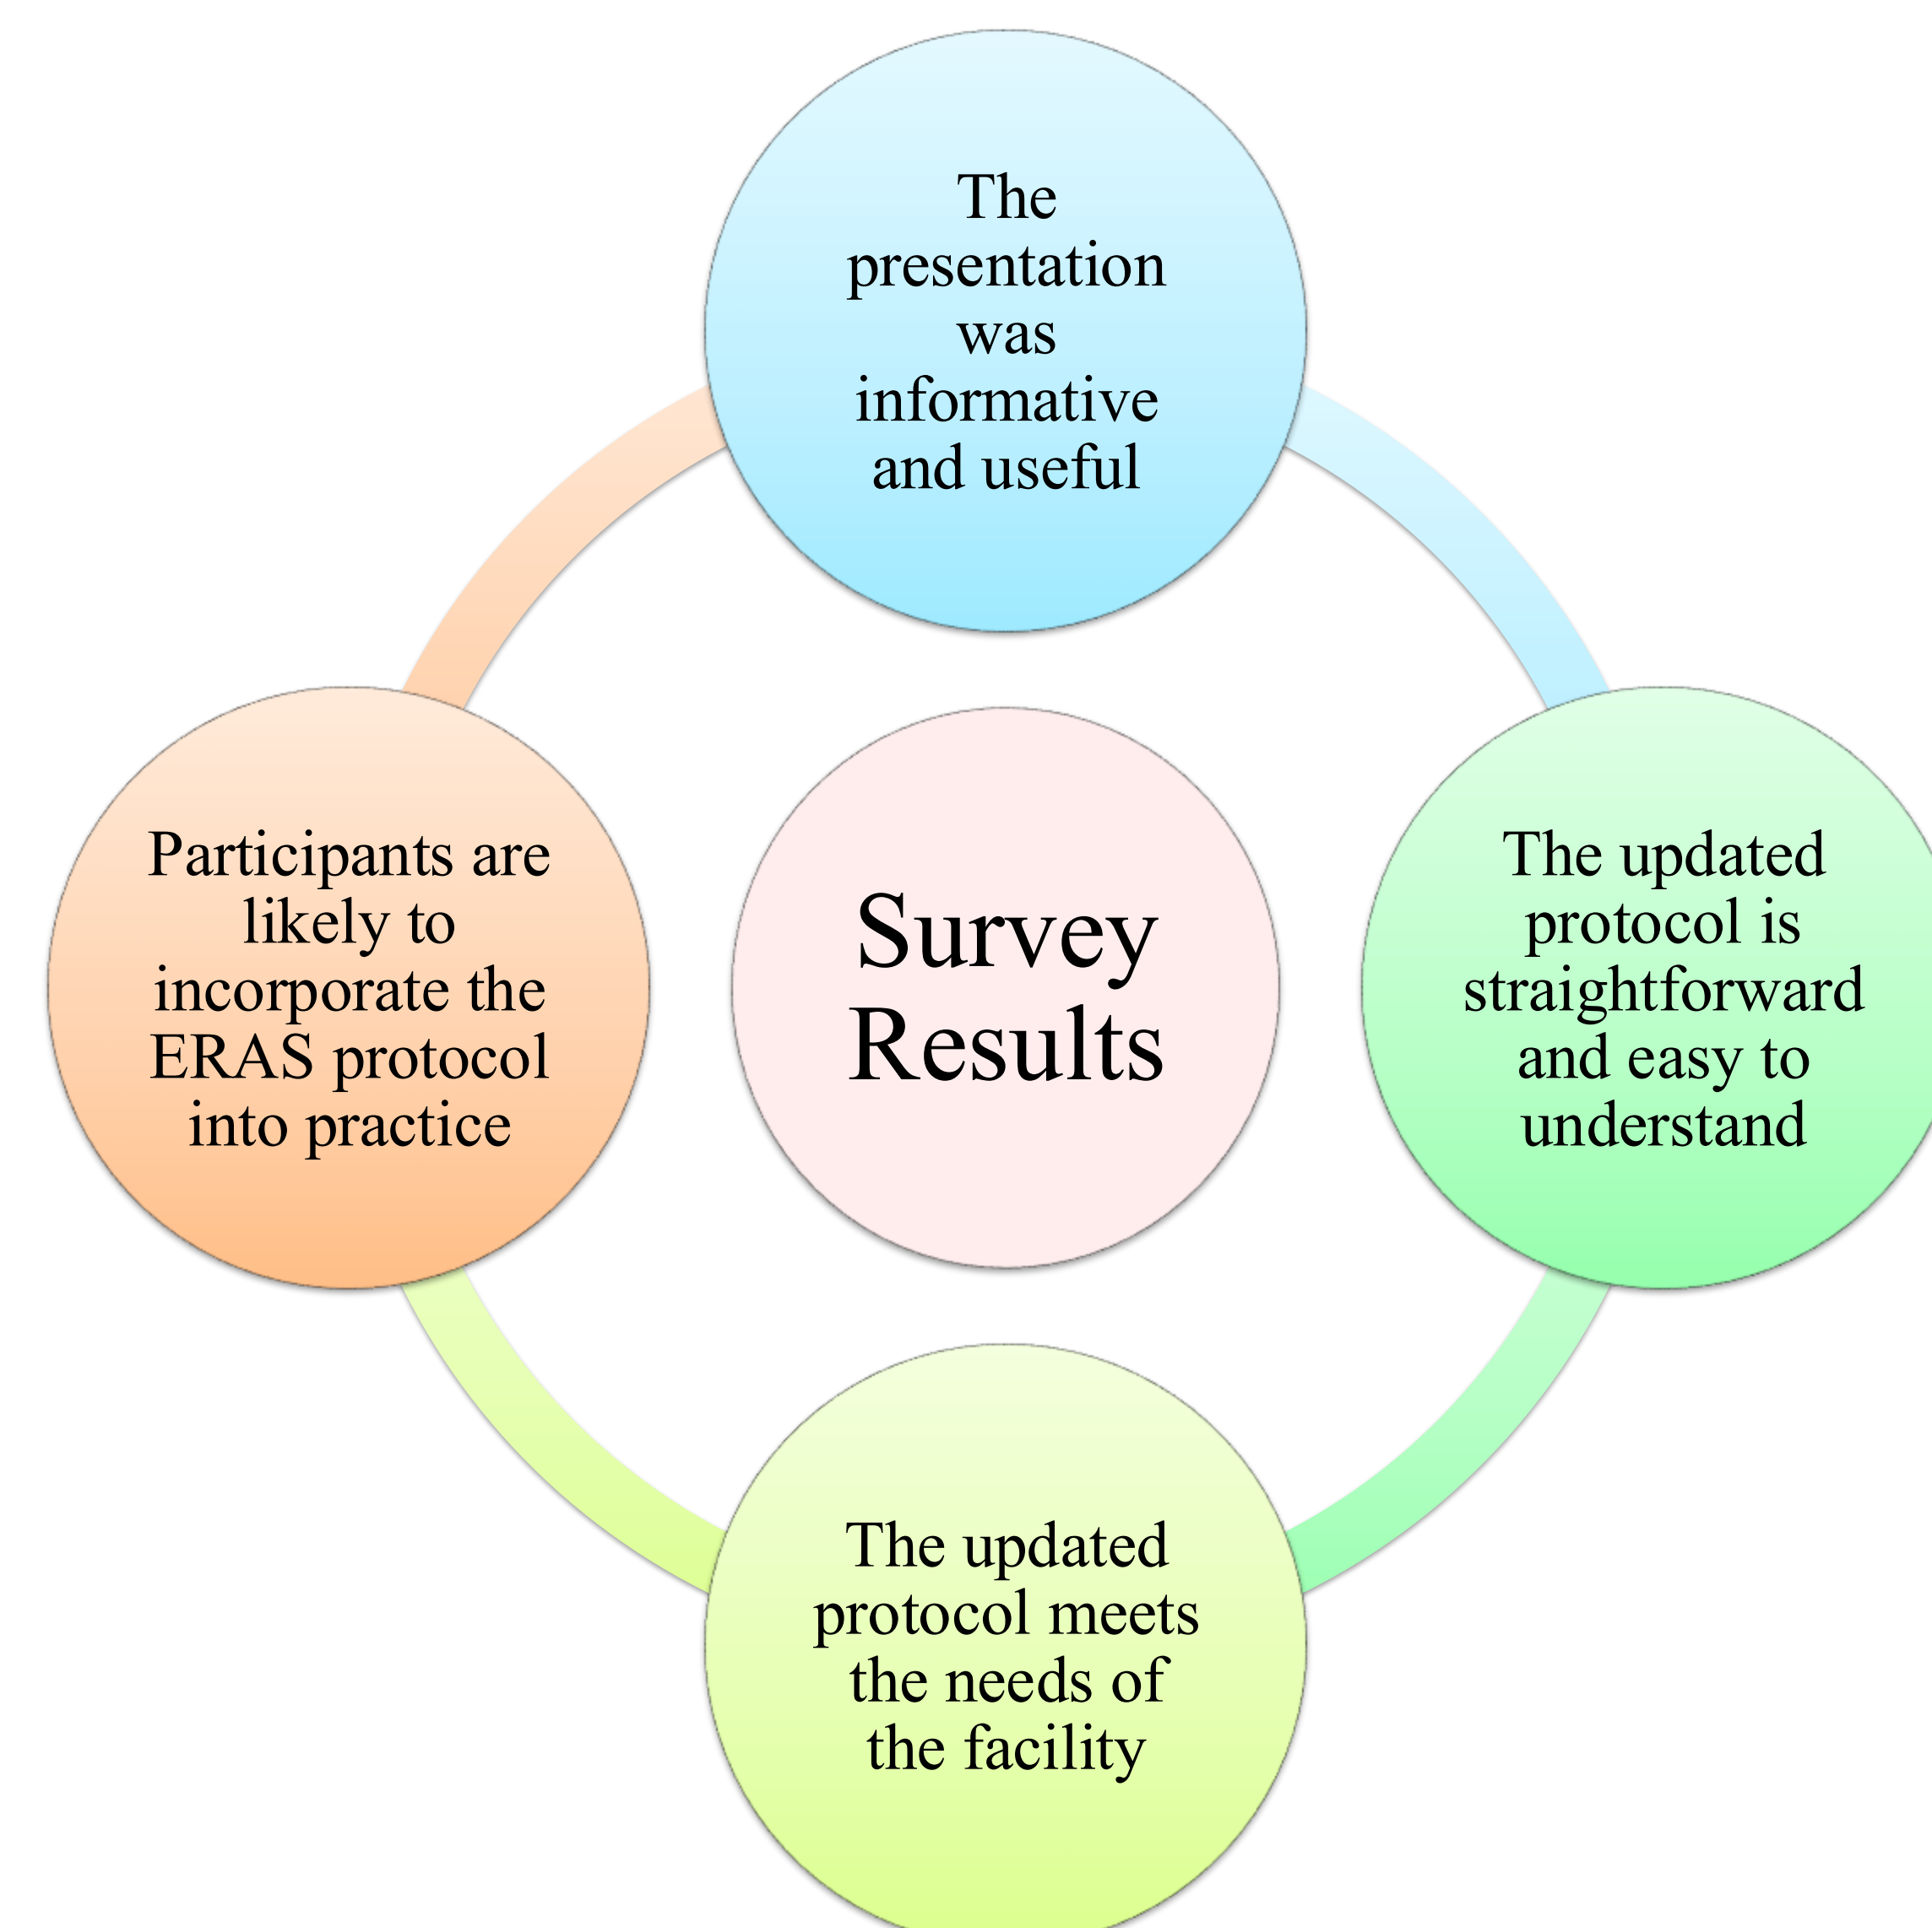 The
presentation
was
informative
and useful
Participants are
likely to
incorporate the
ERAS protocol
into practice
Survey
Results
The updated
protocol is
straightforward
and easy to
understand
The updated
protocol meets
the needs of
the facility